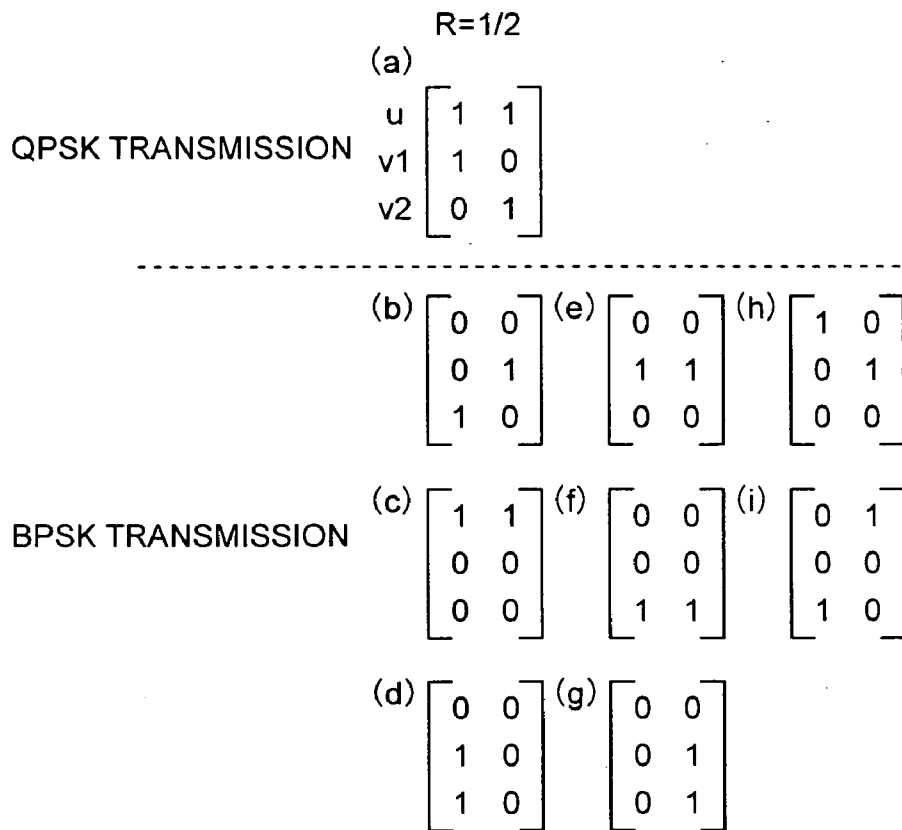 R=1/2
(a)
u 1 1
QPSK TRANSMISSION v1 1 0
v2 0 1
(b) 0 0 (e) 0 0 (h) 1 0
0 1 1 1 0 1
1 0 0 0 0 0
(c) 1 1 (f) 0 0 (i) 0 1
BPSK TRANSMISSION 0 0 0 0 0 0
0 0 1 1 1 0
(d) 0 0 (g) 0 0
1 0 0 1
1 0 0 1